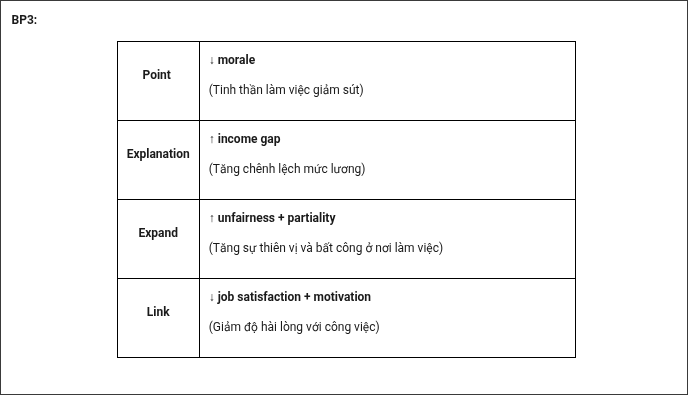 BP3:
Point
↓ morale
(Tinh thần làm việc giảm sút)
Explanation
↑ income gap
(Tăng chênh lệch mức lương)
Expand
↑ unfairness + partiality
(Tăng sự thiên vị và bất công ở nơi làm việc)
Link
↓ job satisfaction + motivation
(Giảm độ hài lòng với công việc)